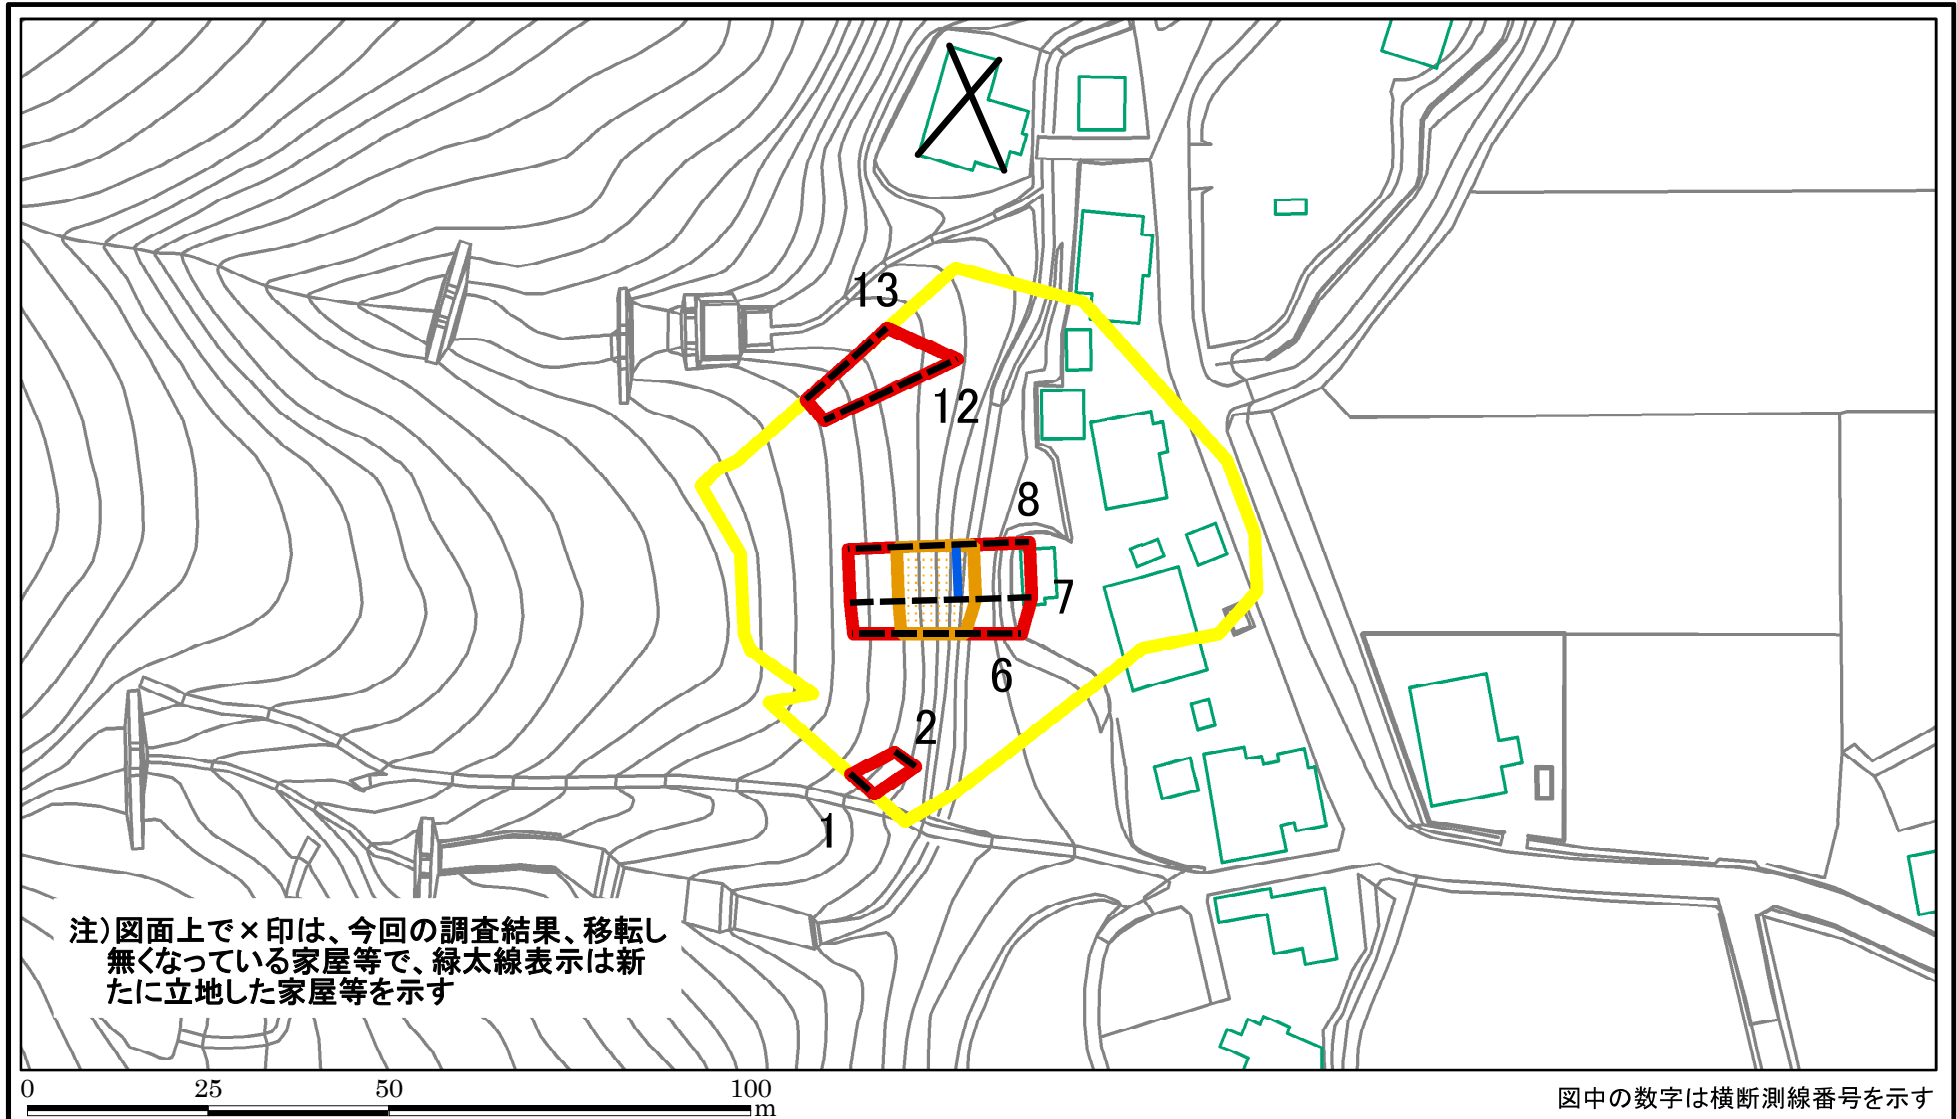 13
12
8
7
6
2
1
注)図面上で×印は、今回の調査結果、移転し
無くなっている家屋等で、緑太線表示は新
たに立地した家屋等を示す
0 25 50 100
m
図中の数字は横断測線番号を示す